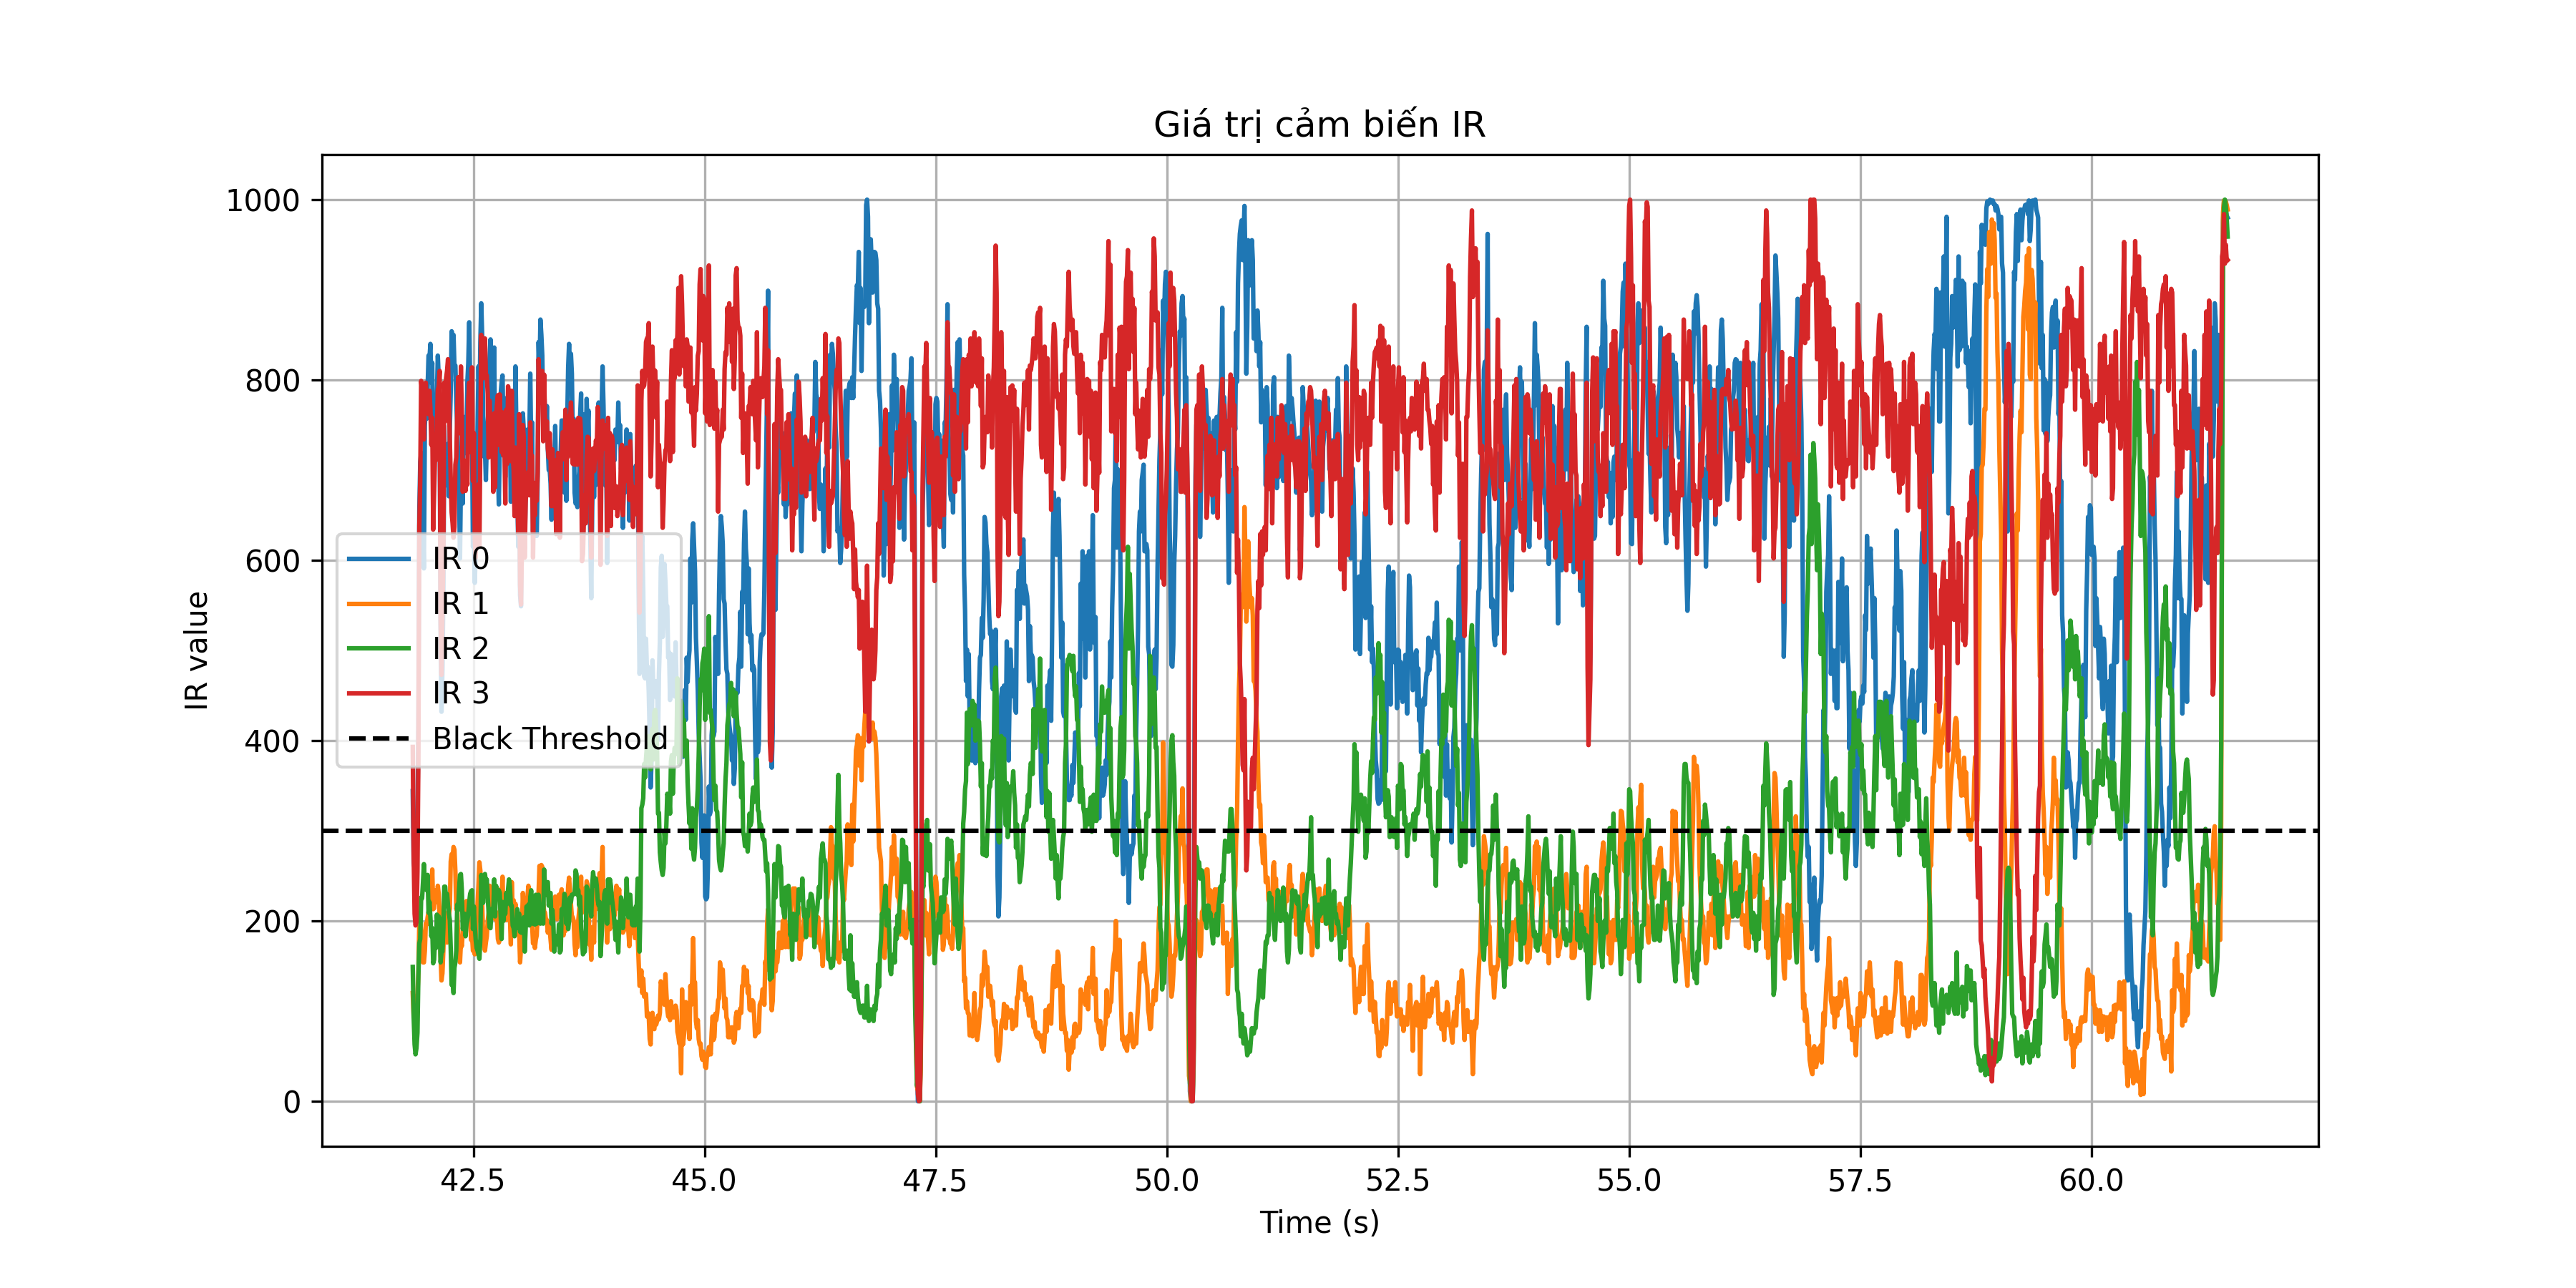 Giá trị cảm biến IR
1000
800
600
400
200
0
IR value
IR 0
IR 1
IR 2
IR 3
Black Threshold
42.5 45.0 47.5 50.0 52.5 55.0 57.5 60.0
Time (s)